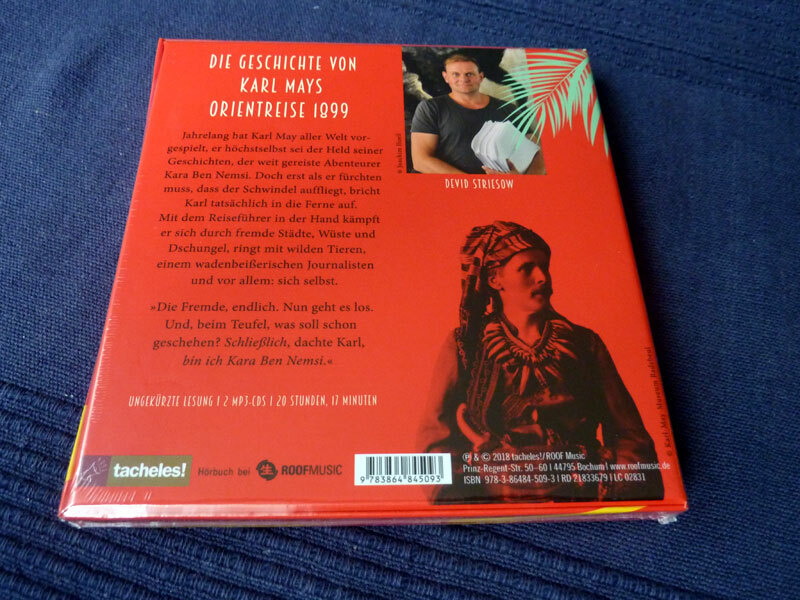 DIE GESCHICHTE VON
KARL MAYS
ORIENTREISE 1899
Jahrelang hat Karl May aller Welt vor-
gespielt, er höchstselbst sei der Held seiner
Geschichten, der weit gereiste Abenteurer
Kara Ben Nemsi. Doch erst als er fürchten
muss, dass der Schwindel auffliegt, bricht
Karl tatsächlich in die Ferne auf.
Mit dem Reiseführer in der Hand kämpft
er sich durch fremde Städte, Wüste und
Dschungel, ringt mit wilden Tieren,
einem wadenbeißerischen Journalisten
und vor allem: sich selbst.
»Die Fremde, endlich. Nun geht es los.
Und, beim Teufel, was soll schon
geschehen? Schließlich, dachte Karl,
bin ich Kara Ben Nemsi.«
UNGEKÜRZTE LESUNG | 2 MP3-CDS | 20 STUNDEN, 17 MINUTEN
DEVID STRIESOW
© Karl-May-Museum Radebeul
tacheles!
Hörbuch bei ROOFMUSIC
9 783864 845093
℗ & © 2018 tacheles!/ROOF Music
Prinz-Regent-Str. 50–60 | 44795 Bochum | www.roofmusic.de
ISBN 978-3-86484-509-3 | RD 21833679 | LC 02831